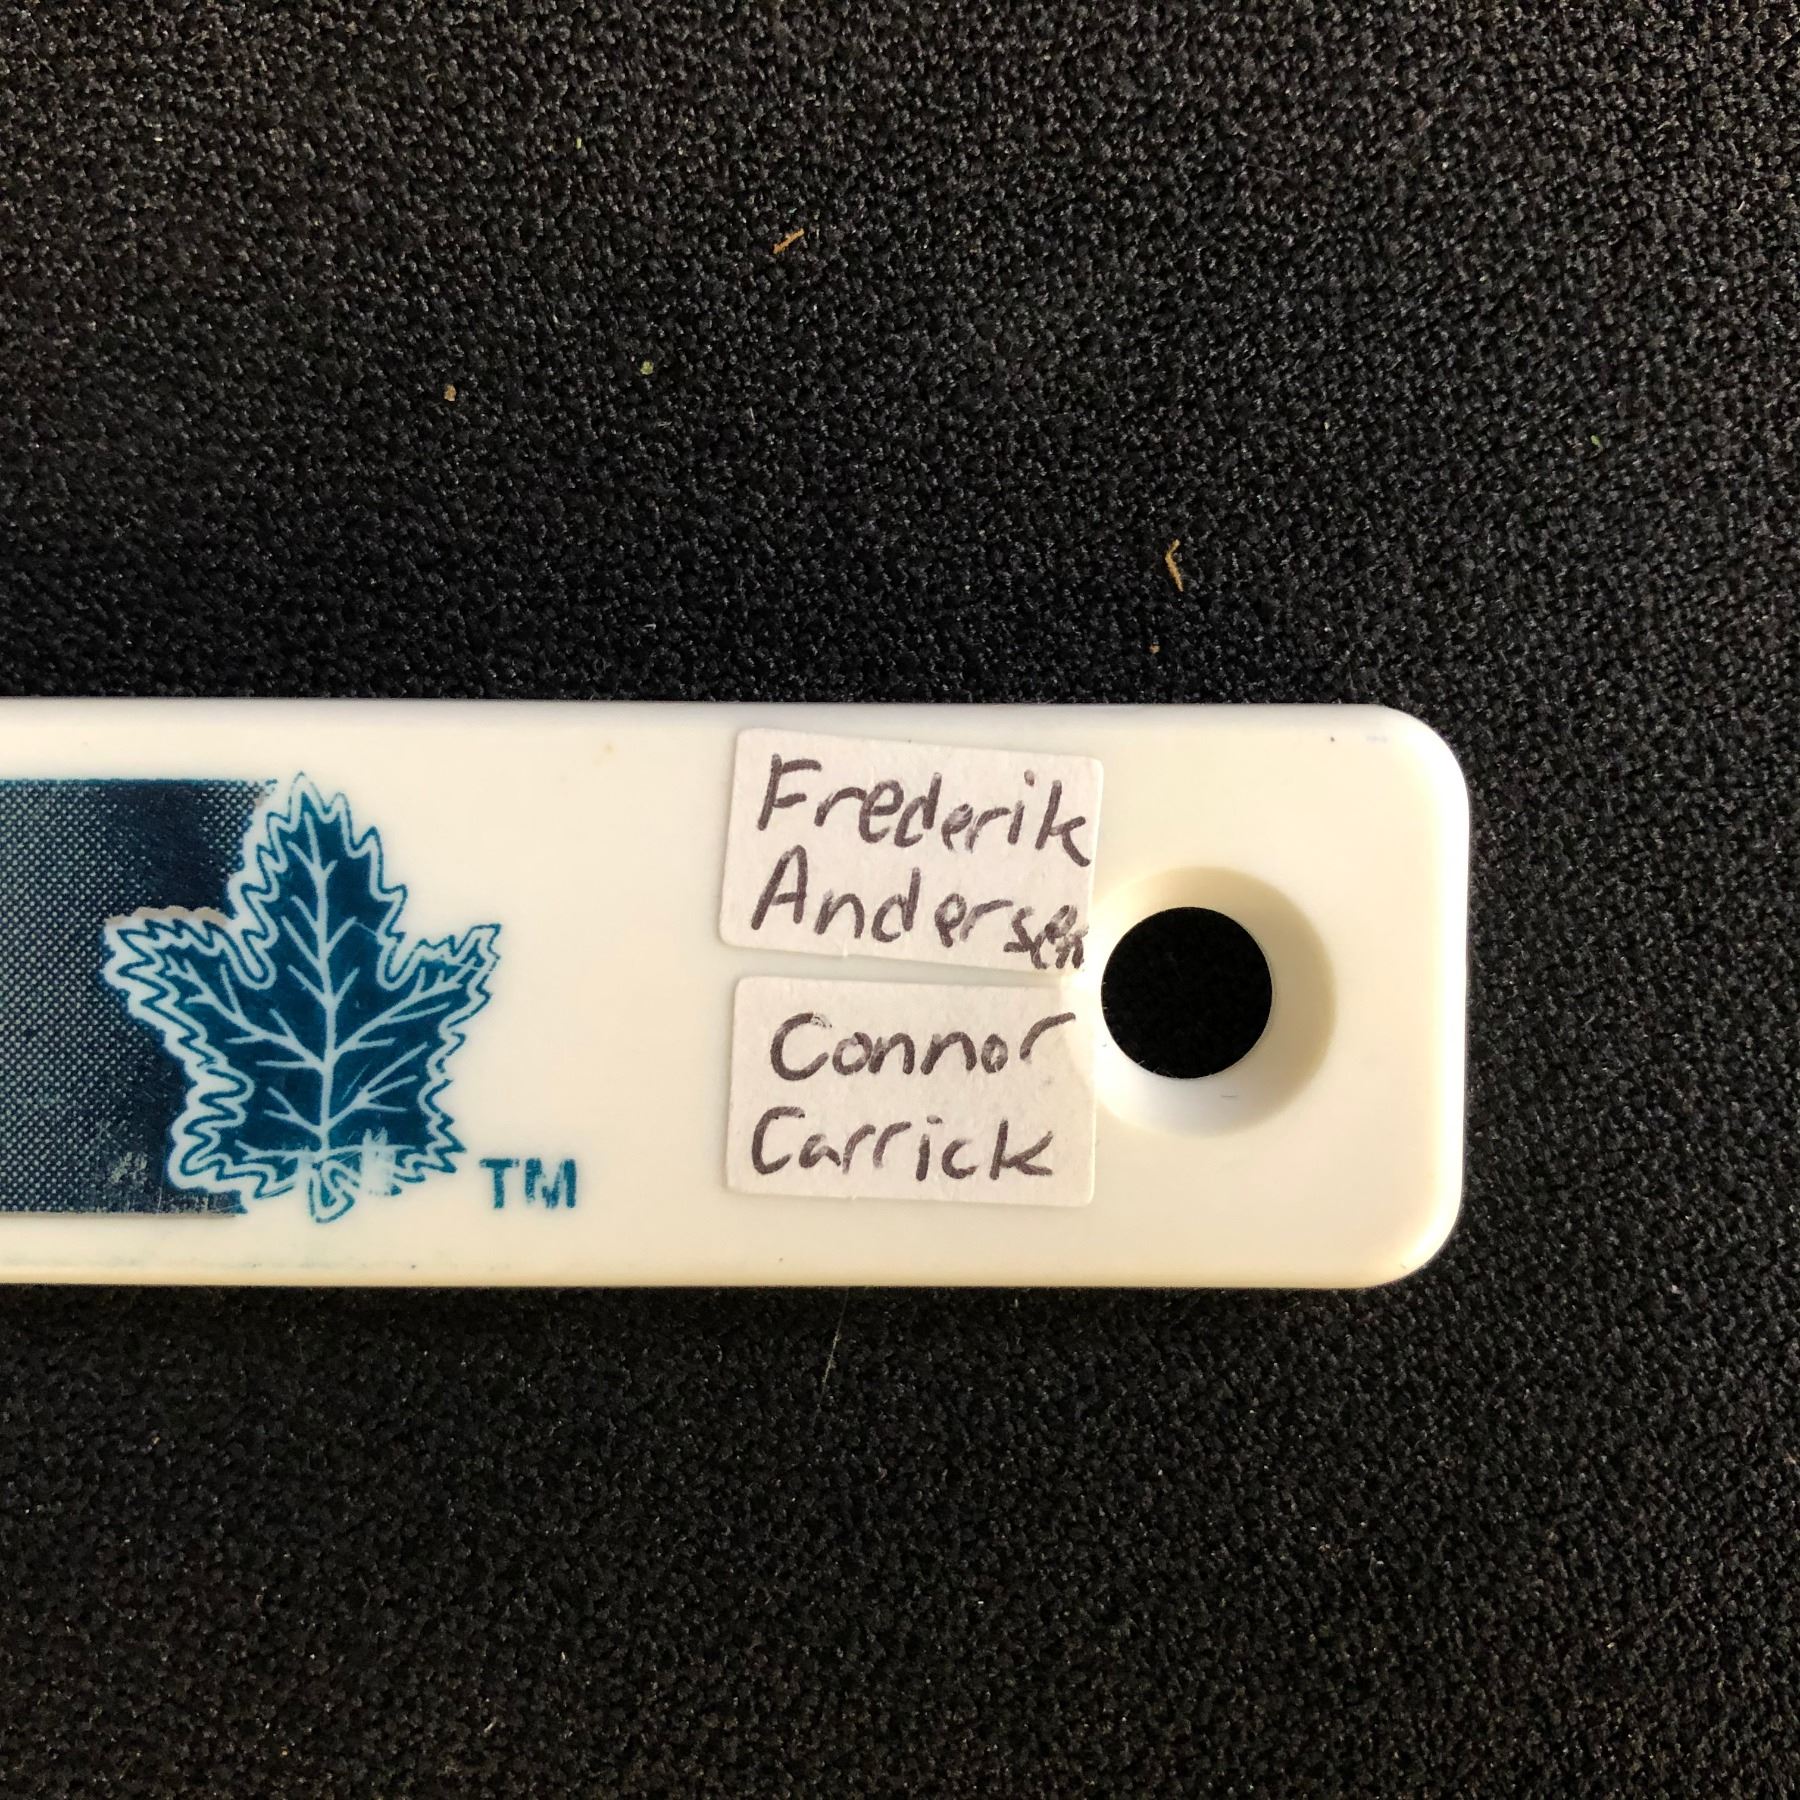 Frederik
Andersen
Connor
Carrick
TM